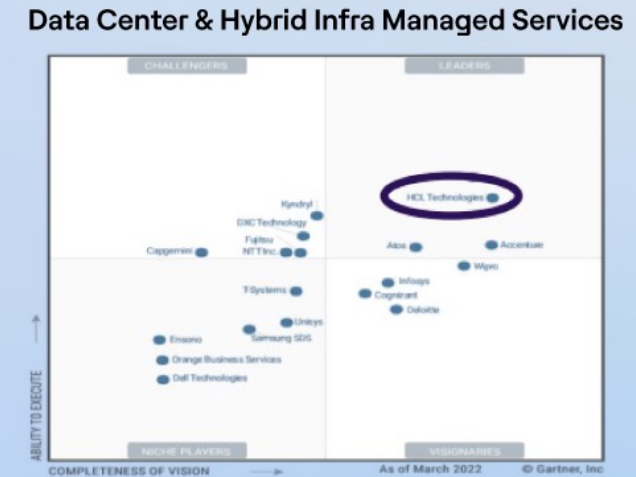 Data Center & Hybrid Infra Managed Services
CHALLENGERS
LEADERS
HCL Technologies
Kyndryl
DXC Technology
Fujitsu
NTT Inc.
Capgemini
Atos
Accenture
Wipro
Infosys
Cognizant
Deloitte
T-Systems
Unisys
Samsung SDS
Ensono
Orange Business Services
Dell Technologies
NICHE PLAYERS
VISIONARIES
ABILITY TO EXECUTE
COMPLETENESS OF VISION
As of March 2022
© Gartner, Inc